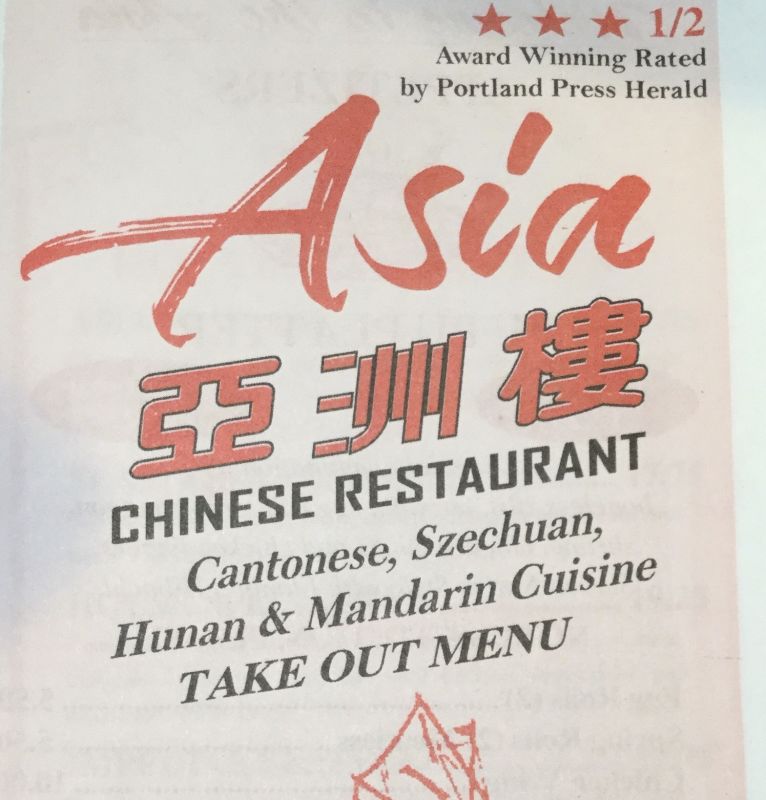 ★ ★ ★ 1/2
Award Winning Rated
by Portland Press Herald
Asia
亞洲樓
CHINESE RESTAURANT
Cantonese, Szechuan,
Hunan & Mandarin Cuisine
TAKE OUT MENU